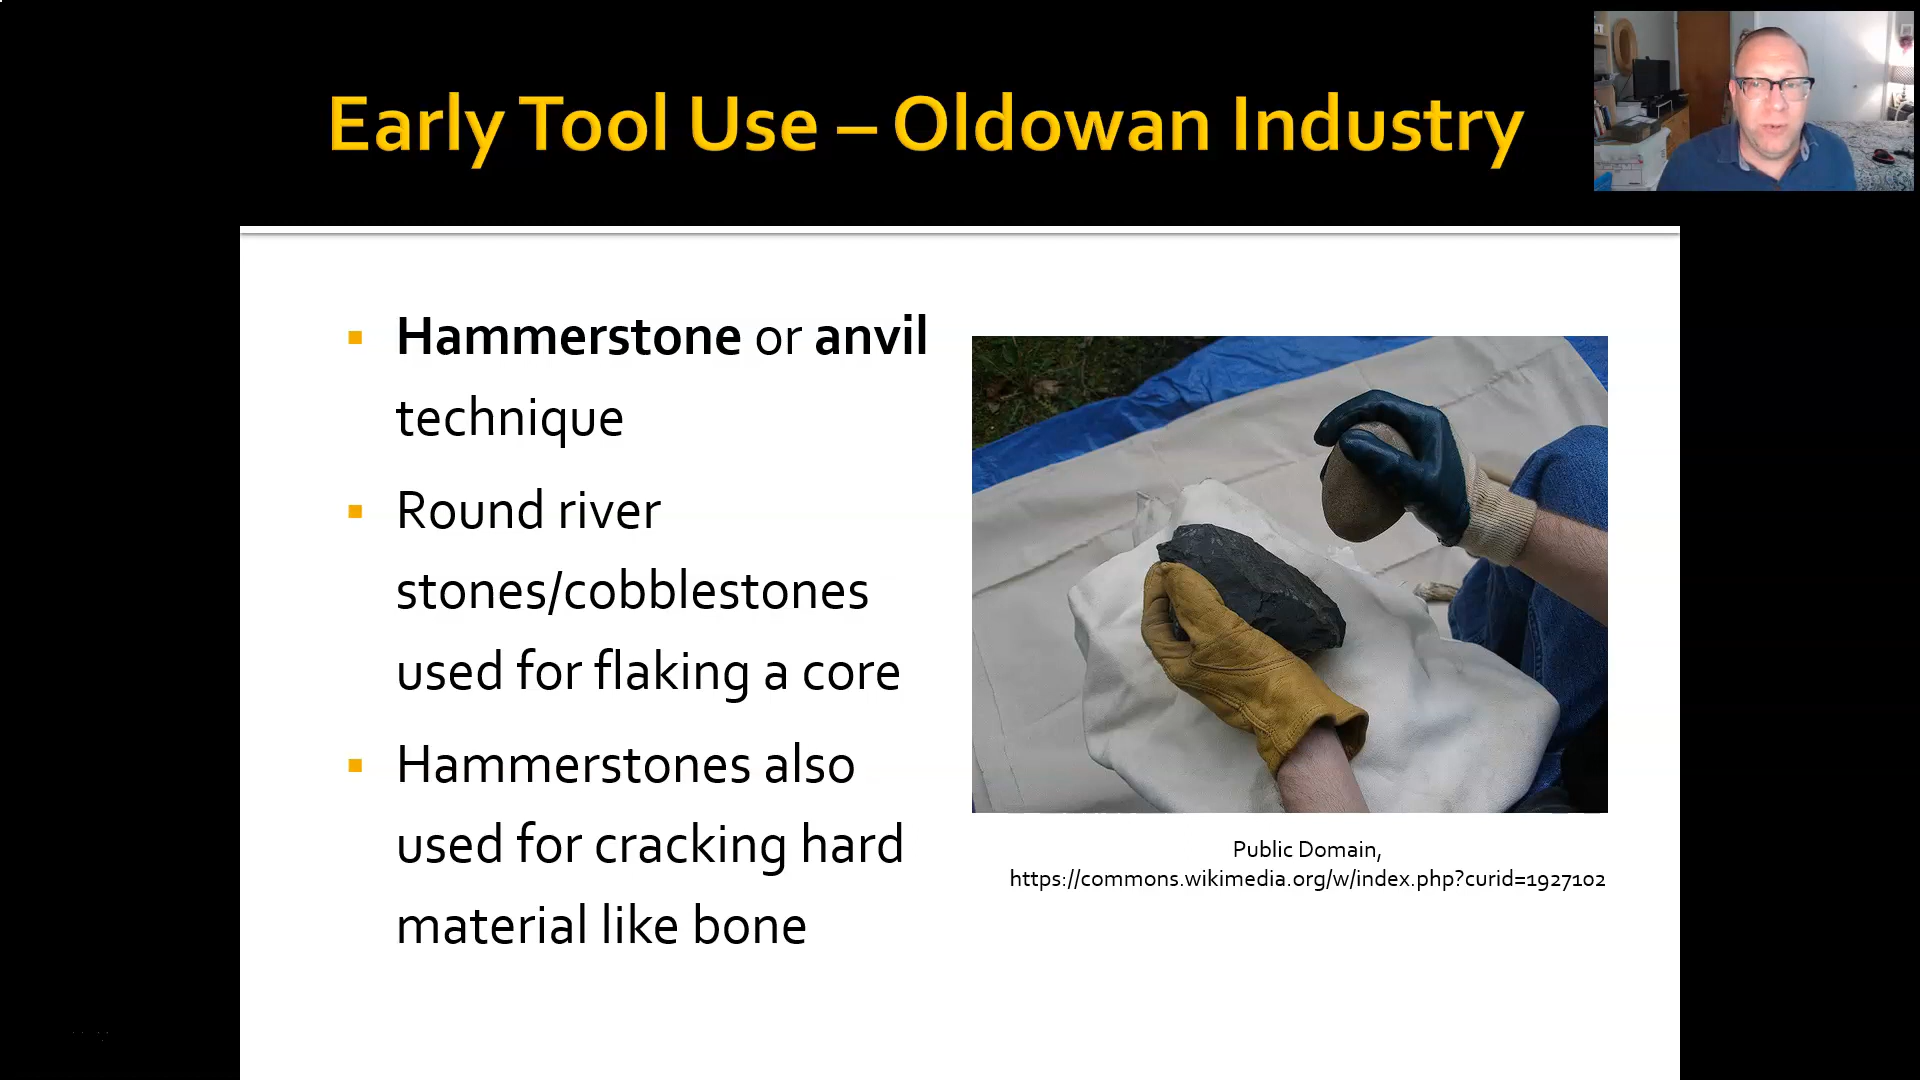 Early Tool Use – Oldowan Industry
Hammerstone or anvil
technique
Round river
stones/cobblestones
used for flaking a core
Hammerstones also
used for cracking hard
material like bone
Public Domain,
https://commons.wikimedia.org/w/index.php?curid=1927102